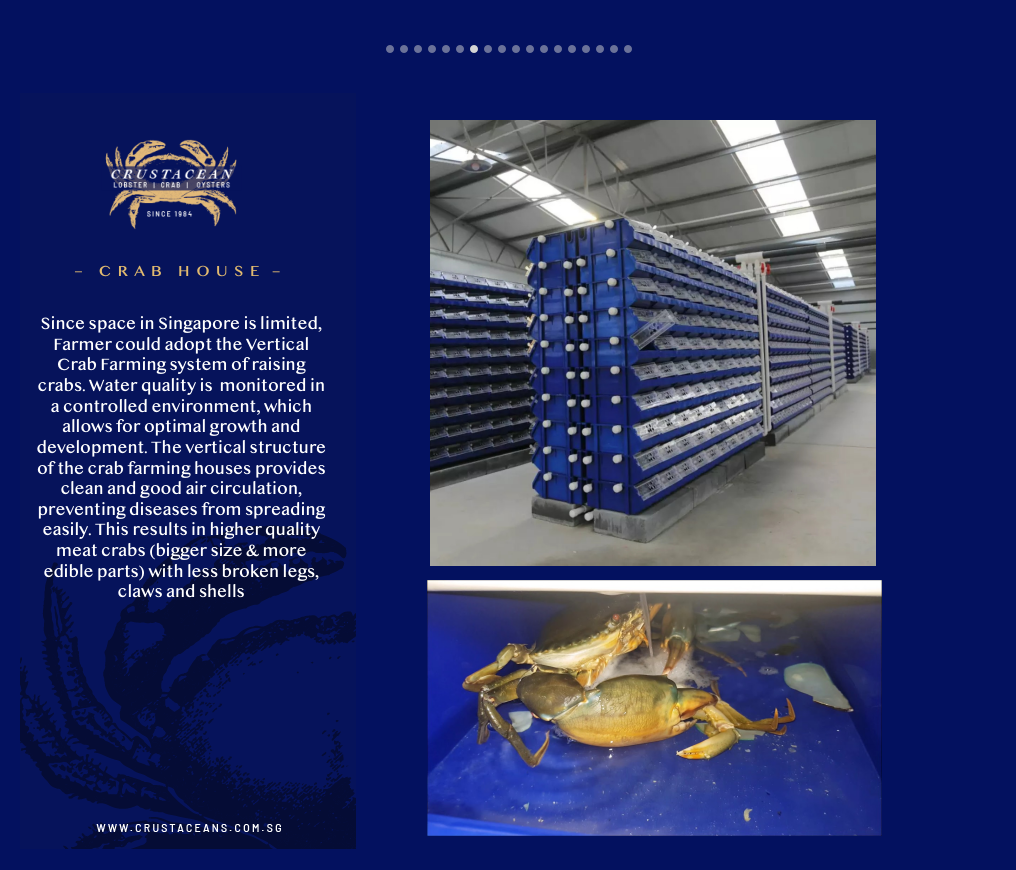 CRUSTACEAN
LOBSTER | CRAB | OYSTERS
SINCE 1984
– CRAB HOUSE –
Since space in Singapore is limited,
Farmer could adopt the Vertical
Crab Farming system of raising
crabs. Water quality is monitored in
a controlled environment, which
allows for optimal growth and
development. The vertical structure
of the crab farming houses provides
clean and good air circulation,
preventing diseases from spreading
easily. This results in higher quality
meat crabs (bigger size & more
edible parts) with less broken legs,
claws and shells
WWW.CRUSTACEANS.COM.SG